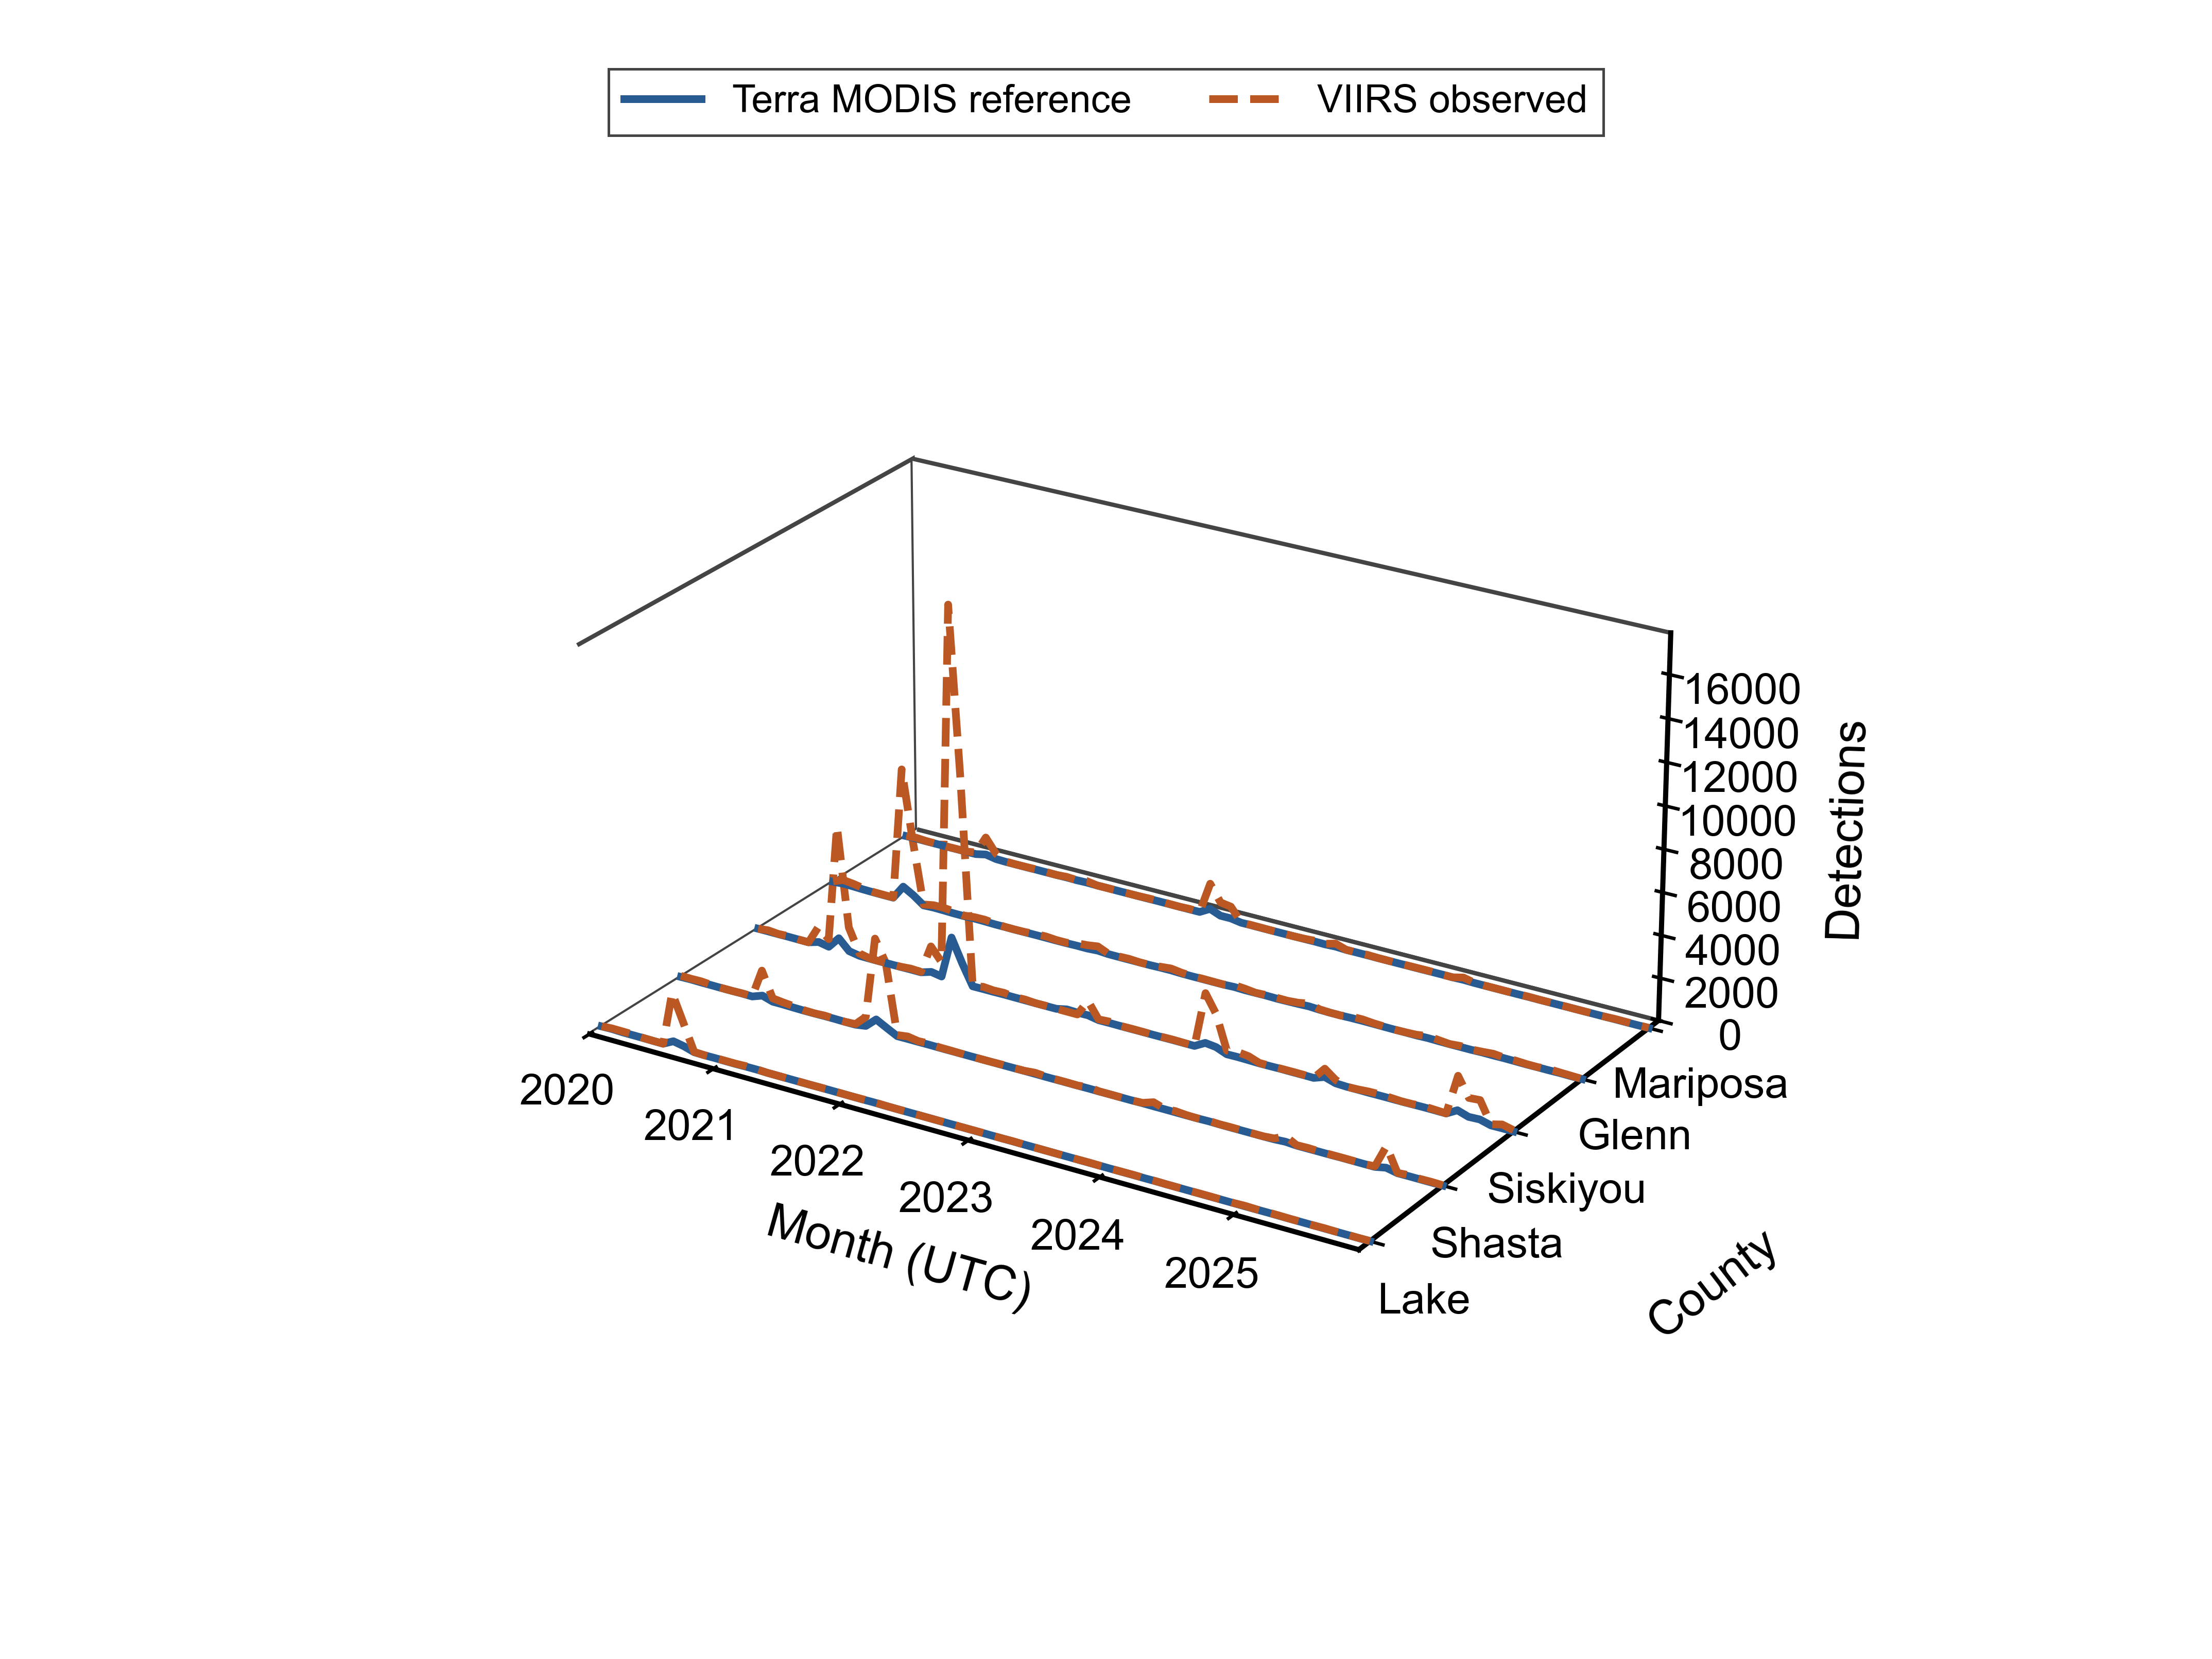 Terra MODIS reference
VIIRS observed
16000
14000
12000
10000
8000
6000
4000
2000
0
Detections
2020
2021
2022
2023
2024
2025
Month (UTC)
Mariposa
Glenn
Siskiyou
Shasta
Lake
County